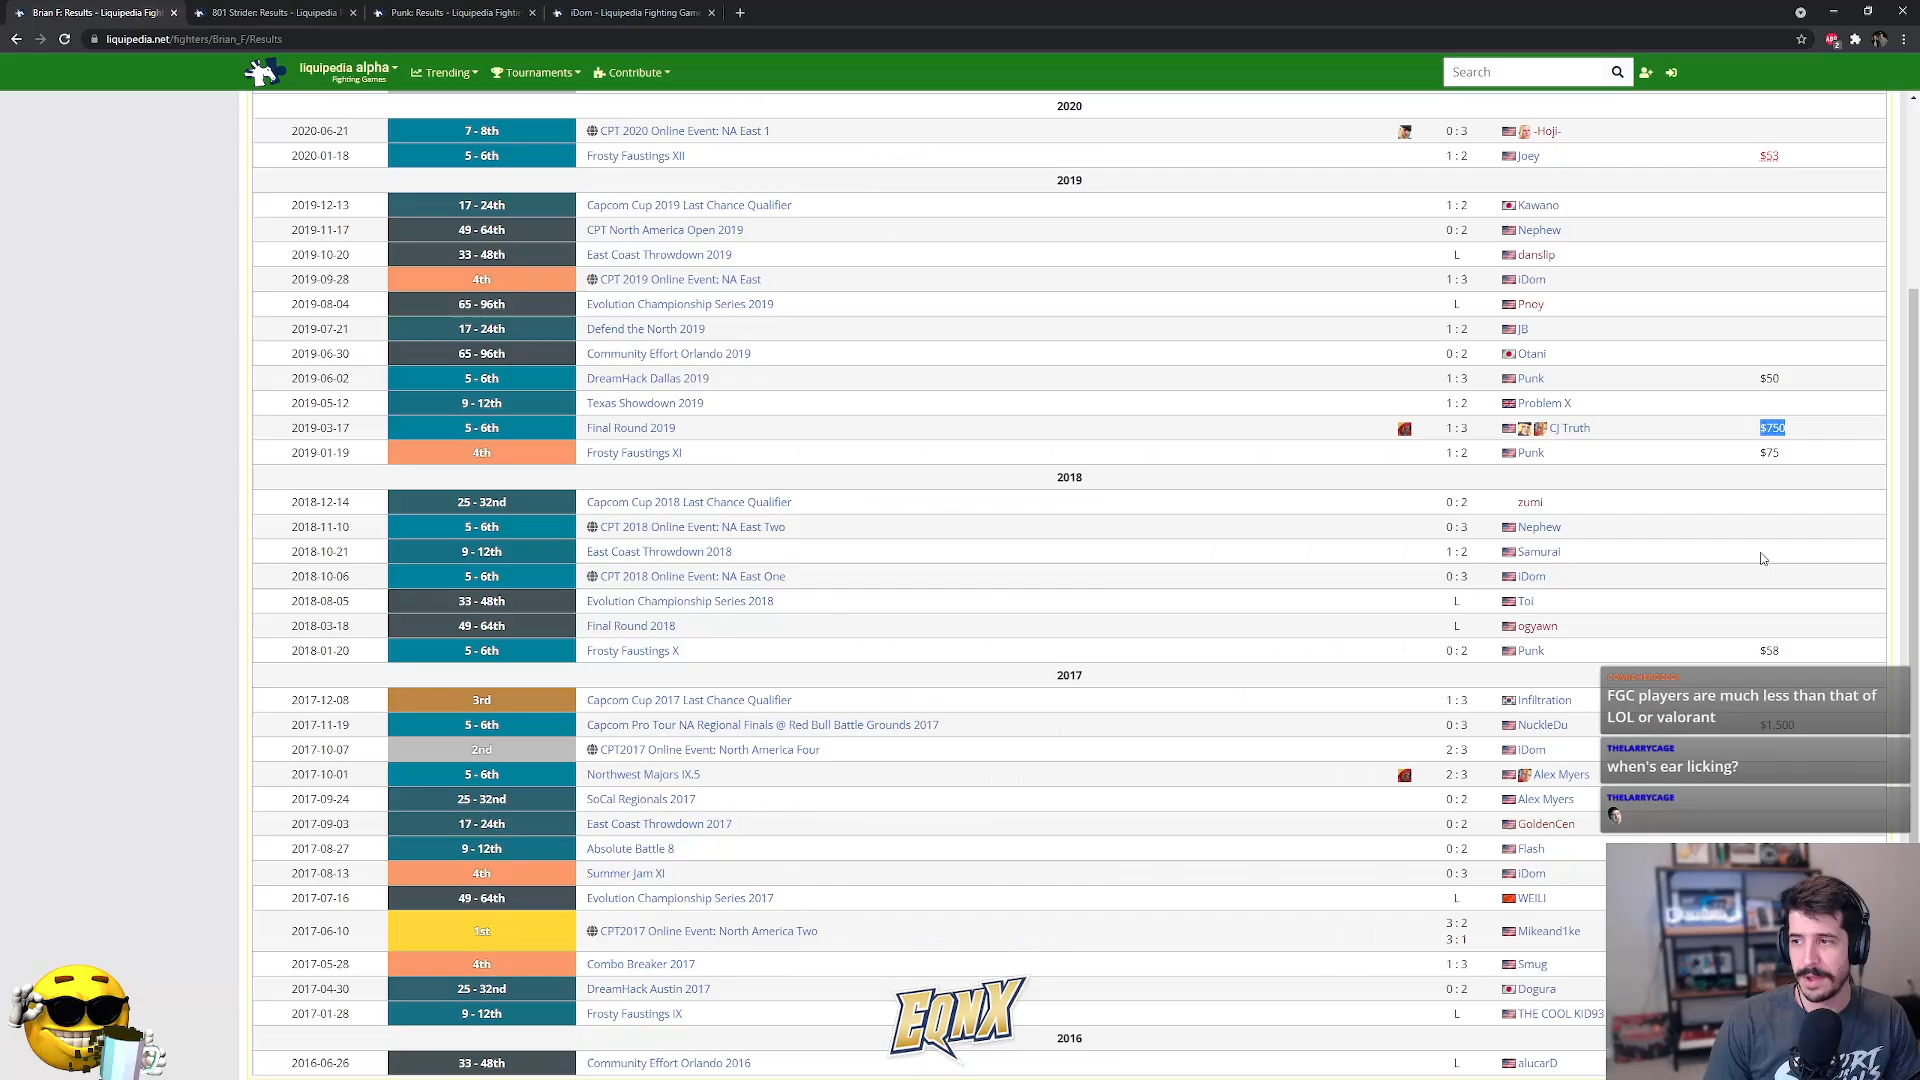 Brian F: Results - Liquipedia Fight
801 Strider: Results - Liquipedia F
Punk: Results - Liquipedia Fightin
iDom - Liquipedia Fighting Game
liquipedia.net/fighters/Brian_F/Results
liquipedia alpha
Fighting Games
Trending
Tournaments
Contribute
Search
2020
2020-06-21 7 - 8th CPT 2020 Online Event: NA East 1 0 : 3 -Hoji-
2020-01-18 5 - 6th Frosty Faustings XII 1 : 2 Joey $53
2019
2019-12-13 17 - 24th Capcom Cup 2019 Last Chance Qualifier 1 : 2 Kawano
2019-11-17 49 - 64th CPT North America Open 2019 0 : 2 Nephew
2019-10-20 33 - 48th East Coast Throwdown 2019 L danslip
2019-09-28 4th CPT 2019 Online Event: NA East 1 : 3 iDom
2019-08-04 65 - 96th Evolution Championship Series 2019 L Pnoy
2019-07-21 17 - 24th Defend the North 2019 1 : 2 JB
2019-06-30 65 - 96th Community Effort Orlando 2019 0 : 2 Otani
2019-06-02 5 - 6th DreamHack Dallas 2019 1 : 3 Punk $50
2019-05-12 9 - 12th Texas Showdown 2019 1 : 2 Problem X
2019-03-17 5 - 6th Final Round 2019 1 : 3 CJ Truth $750
2019-01-19 4th Frosty Faustings XI 1 : 2 Punk $75
2018
2018-12-14 25 - 32nd Capcom Cup 2018 Last Chance Qualifier 0 : 2 zumi
2018-11-10 5 - 6th CPT 2018 Online Event: NA East Two 0 : 3 Nephew
2018-10-21 9 - 12th East Coast Throwdown 2018 1 : 2 Samurai
2018-10-06 5 - 6th CPT 2018 Online Event: NA East One 0 : 3 iDom
2018-08-05 33 - 48th Evolution Championship Series 2018 L Toi
2018-03-18 49 - 64th Final Round 2018 L ogyawn
2018-01-20 5 - 6th Frosty Faustings X 0 : 2 Punk $58
2017
2017-12-08 3rd Capcom Cup 2017 Last Chance Qualifier 1 : 3 Infiltration
2017-11-19 5 - 6th Capcom Pro Tour NA Regional Finals @ Red Bull Battle Grounds 2017 0 : 3 NuckleDu $1,500
2017-10-07 2nd CPT2017 Online Event: North America Four 2 : 3 iDom
2017-10-01 5 - 6th Northwest Majors IX.5 2 : 3 Alex Myers
2017-09-24 25 - 32nd SoCal Regionals 2017 0 : 2 Alex Myers
2017-09-03 17 - 24th East Coast Throwdown 2017 0 : 2 GoldenCen
2017-08-27 9 - 12th Absolute Battle 8 0 : 2 Flash
2017-08-13 4th Summer Jam XI 0 : 3 iDom
2017-07-16 49 - 64th Evolution Championship Series 2017 L WEILI
2017-06-10 1st CPT2017 Online Event: North America Two 3 : 2 Mikeand1ke
3 : 1
2017-05-28 4th Combo Breaker 2017 1 : 3 Smug
2017-04-30 25 - 32nd DreamHack Austin 2017 0 : 2 Dogura
2017-01-28 9 - 12th Frosty Faustings IX L THE COOL KID93
2016
2016-06-26 33 - 48th Community Effort Orlando 2016 L alucarD
COMICHERO2021
FGC players are much less than that of
LOL or valorant
THELARRYCAGE
when's ear licking?
THELARRYCAGE
EQNX